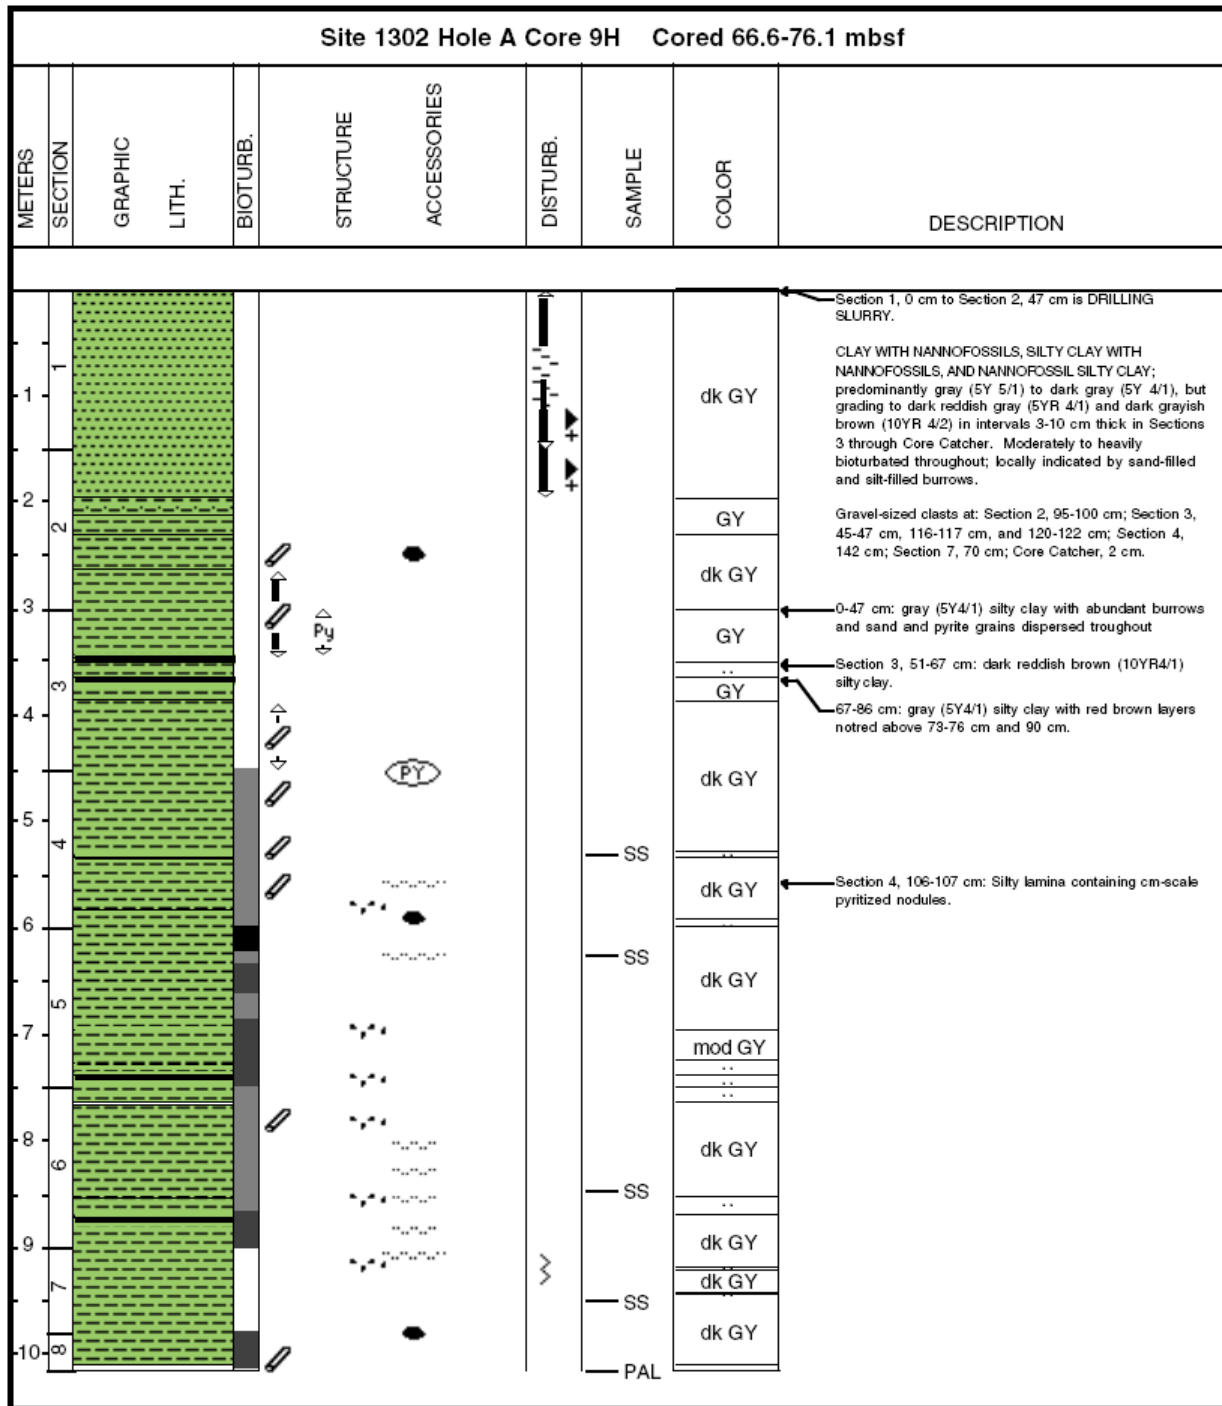 Site 1302 Hole A Core 9H Cored 66.6-76.1 mbsf
METERS
SECTION
GRAPHIC
LITH.
BIOTURB.
STRUCTURE
ACCESSORIES
DISTURB.
SAMPLE
COLOR
DESCRIPTION
Section 1, 0 cm to Section 2, 47 cm is DRILLING
SLURRY.
CLAY WITH NANNOFOSSILS, SILTY CLAY WITH
NANNOFOSSILS, AND NANNOFOSSIL SILTY CLAY;
predominantly gray (5Y 5/1) to dark gray (5Y 4/1), but
grading to dark reddish gray (5YR 4/1) and dark grayish
brown (10YR 4/2) in intervals 3-10 cm thick in Sections
3 through Core Catcher. Moderately to heavily
bioturbated throughout; locally indicated by sand-filled
and silt-filled burrows.
Gravel-sized clasts at: Section 2, 95-100 cm; Section 3,
45-47 cm, 116-117 cm, and 120-122 cm; Section 4,
142 cm; Section 7, 70 cm; Core Catcher, 2 cm.
0-47 cm: gray (5Y4/1) silty clay with abundant burrows
and sand and pyrite grains dispersed troughout
Section 3, 51-67 cm: dark reddish brown (10YR4/1)
silty clay.
67-86 cm: gray (5Y4/1) silty clay with red brown layers
notred above 73-76 cm and 90 cm.
Section 4, 106-107 cm: Silty lamina containing cm-scale
pyritized nodules.
1
2
3
4
5
6
7
8
9
10
1
2
3
4
5
6
7
8
Py
PY
+
+
SS
SS
SS
SS
PAL
dk GY
GY
dk GY
GY
GY
dk GY
dk GY
dk GY
mod GY
dk GY
dk GY
dk GY
dk GY